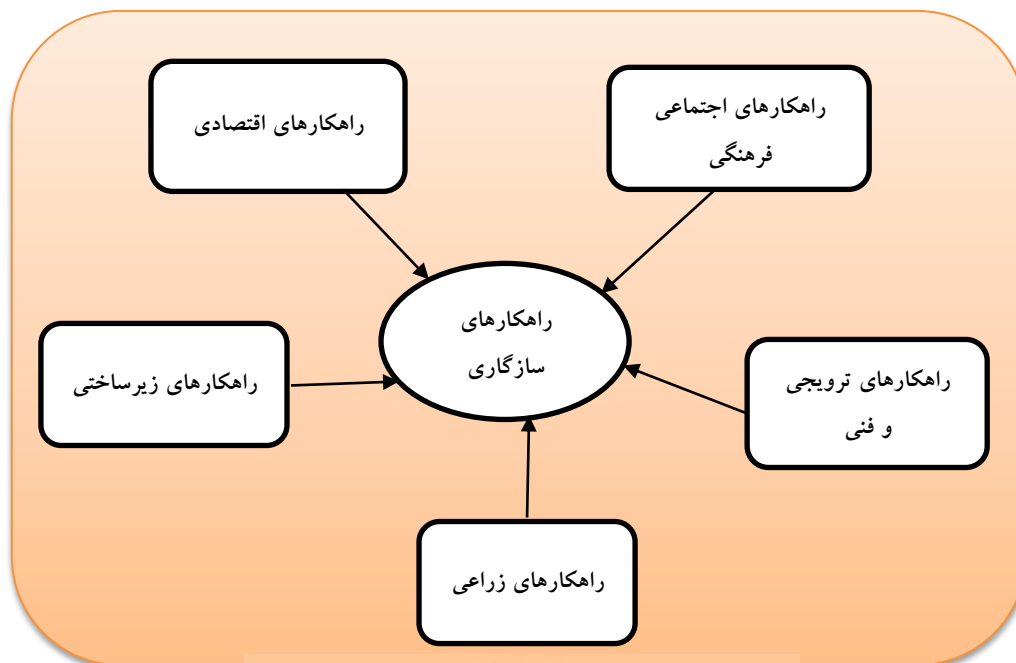 راهکارهای اجتماعی
فرهنگی
راهکارهای اقتصادی
راهکارهای
سازگاری
راهکارهای ترویجی
و فنی
راهکارهای زیرساختی
راهکارهای زراعی